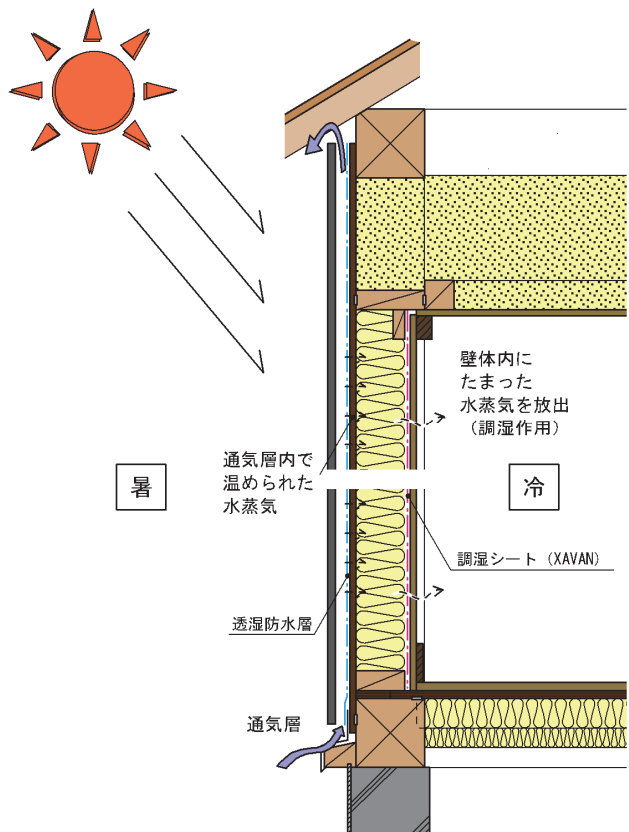 壁体内に
たまった
水蒸気を放出
（調湿作用）
通気層内で
温められた
水蒸気
暑
冷
調湿シート（XAVAN）
透湿防水層
通気層